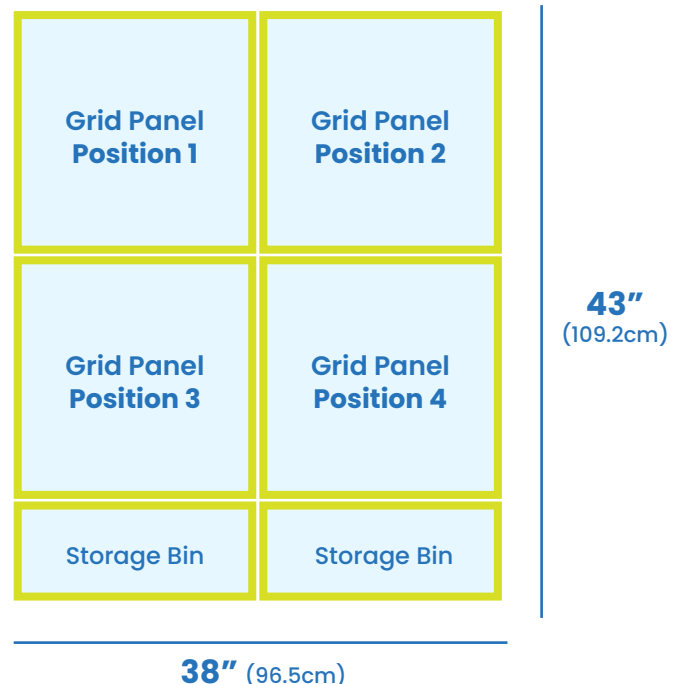 Grid Panel
Position 1
Grid Panel
Position 2
43”
(109.2cm)
Grid Panel
Position 3
Grid Panel
Position 4
Storage Bin
Storage Bin
38” (96.5cm)